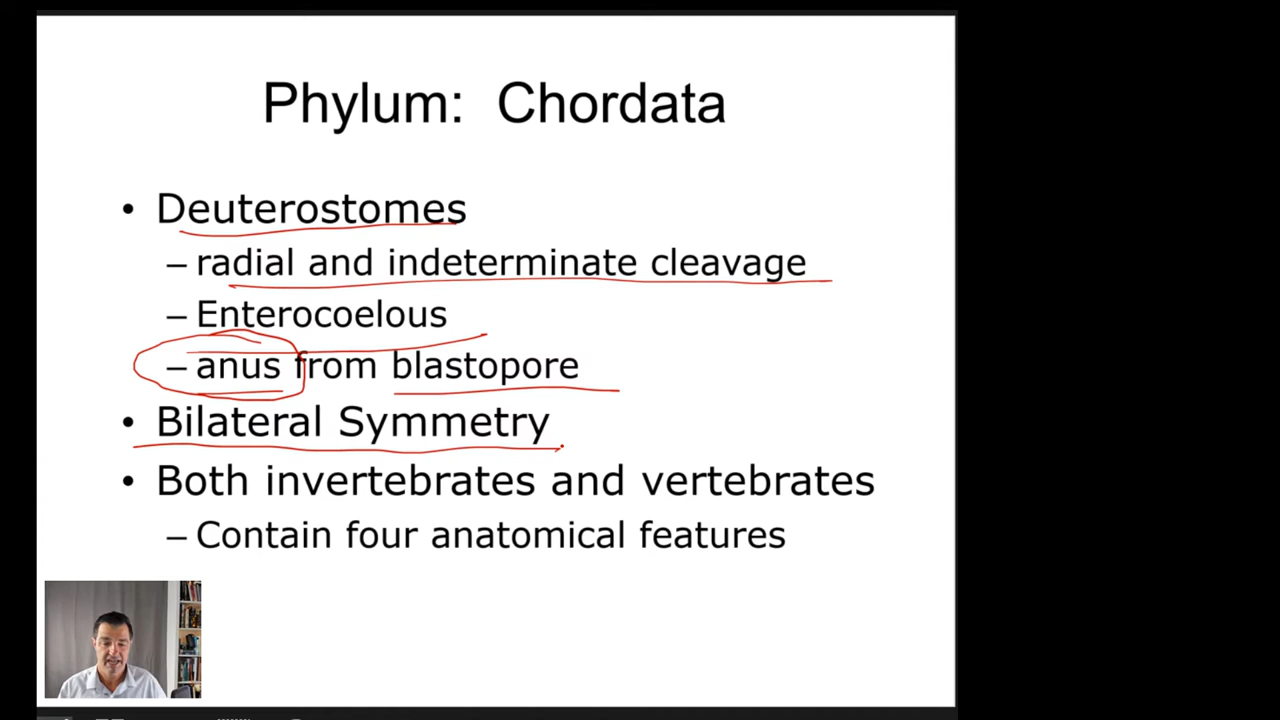 Phylum: Chordata
• Deuterostomes
– radial and indeterminate cleavage
– Enterocoelous
– anus from blastopore
• Bilateral Symmetry
• Both invertebrates and vertebrates
– Contain four anatomical features